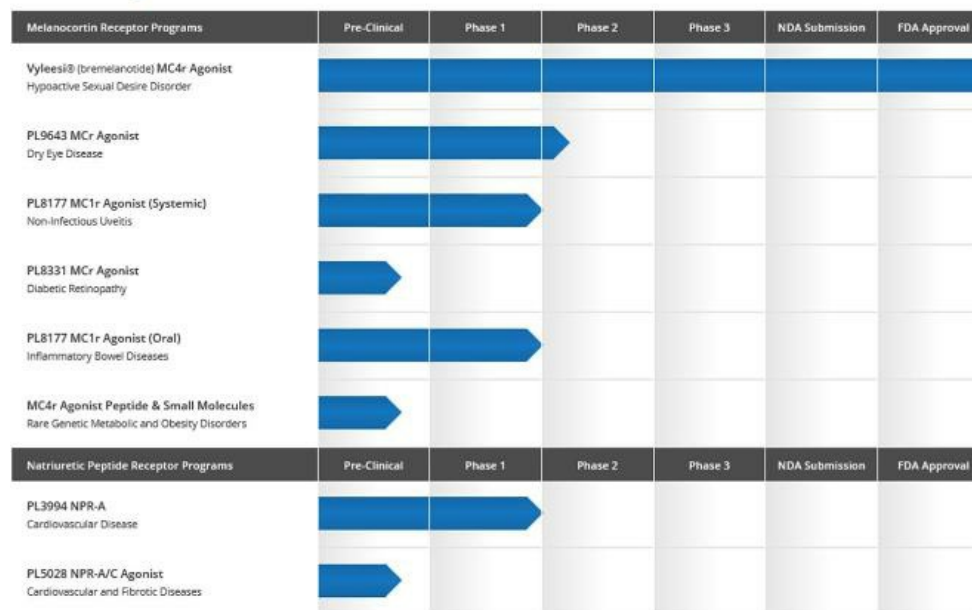 Melanocortin Receptor Programs Pre-Clinical Phase 1 Phase 2 Phase 3 NDA Submission FDA Approval
Vyleesi® (bremelanotide) MC4r Agonist
Hypoactive Sexual Desire Disorder
PL9643 MCr Agonist
Dry Eye Disease
PL8177 MC1r Agonist (Systemic)
Non-Infectious Uveitis
PL8331 MCr Agonist
Diabetic Retinopathy
PL8177 MC1r Agonist (Oral)
Inflammatory Bowel Diseases
MC4r Agonist Peptide & Small Molecules
Rare Genetic Metabolic and Obesity Disorders
Natriuretic Peptide Receptor Programs Pre-Clinical Phase 1 Phase 2 Phase 3 NDA Submission FDA Approval
PL3994 NPR-A
Cardiovascular Disease
PL5028 NPR-A/C Agonist
Cardiovascular and Fibrotic Diseases